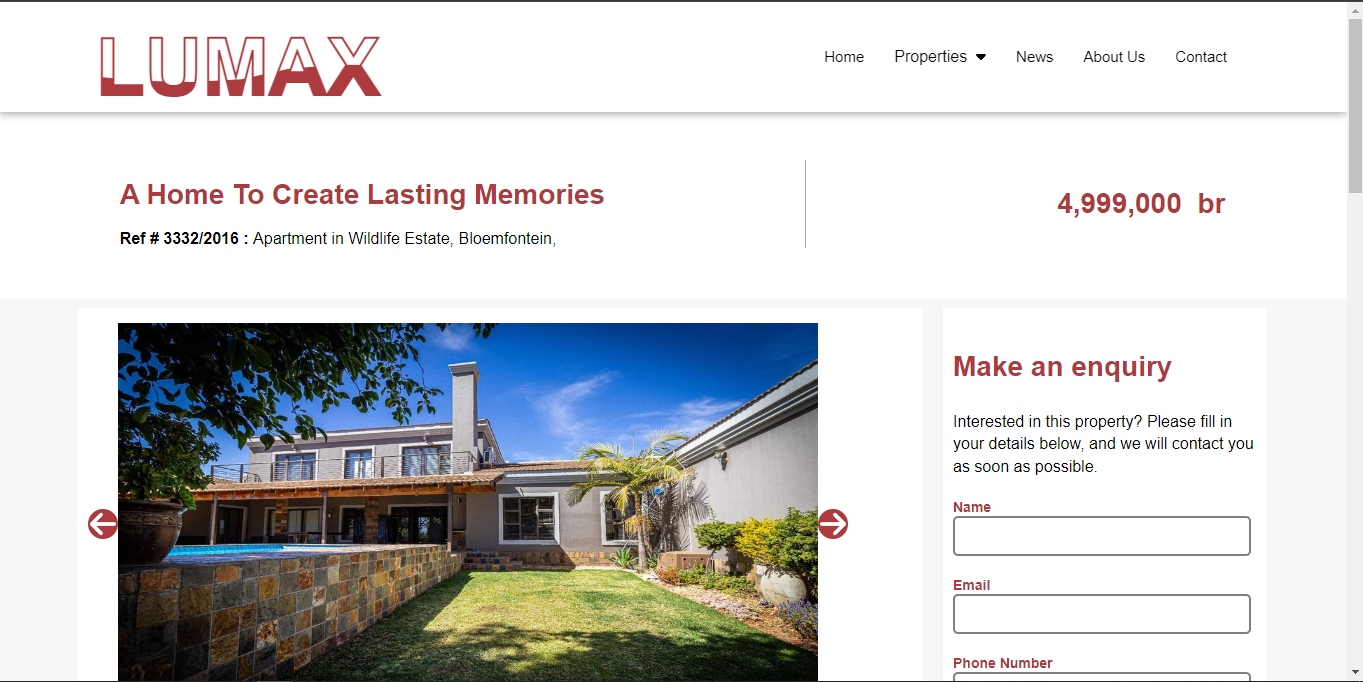 LUMAX
Home Properties News About Us Contact
A Home To Create Lasting Memories
Ref # 3332/2016 : Apartment in Wildlife Estate, Bloemfontein,
4,999,000 br
Make an enquiry
Interested in this property? Please fill in
your details below, and we will contact you
as soon as possible.
Name
Email
Phone Number